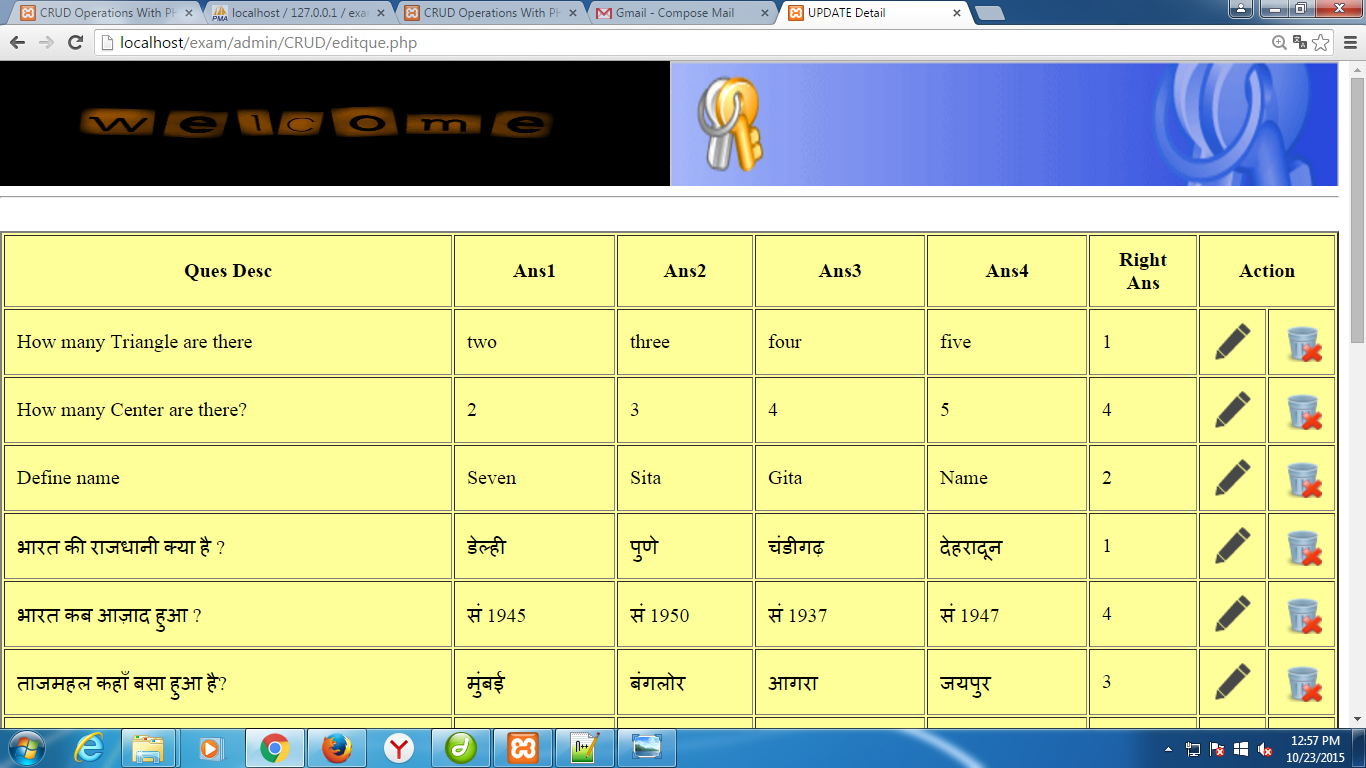 CRUD Operations With PH
localhost / 127.0.0.1 / exa
CRUD Operations With PH
Gmail - Compose Mail
UPDATE Detail
localhost/exam/admin/CRUD/editque.php
welcome
Ques Desc Ans1 Ans2 Ans3 Ans4 Right Ans Action
How many Triangle are there two three four five 1
How many Center are there? 2 3 4 5 4
Define name Seven Sita Gita Name 2
भारत की राजधानी क्या है ? डेल्ही पुणे चंडीगढ़ देहरादून 1
भारत कब आज़ाद हुआ ? सं 1945 सं 1950 सं 1937 सं 1947 4
ताजमहल कहाँ बसा हुआ है? मुंबई बंगलोर आगरा जयपुर 3
12:57 PM
10/23/2015